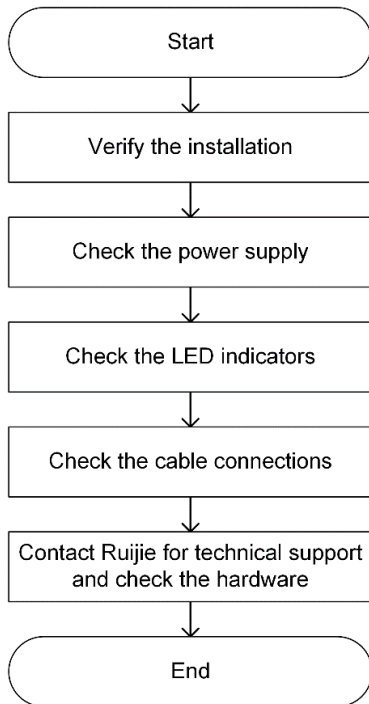 Start
Verify the installation
Check the power supply
Check the LED indicators
Check the cable connections
Contact Ruijie for technical support
and check the hardware
End